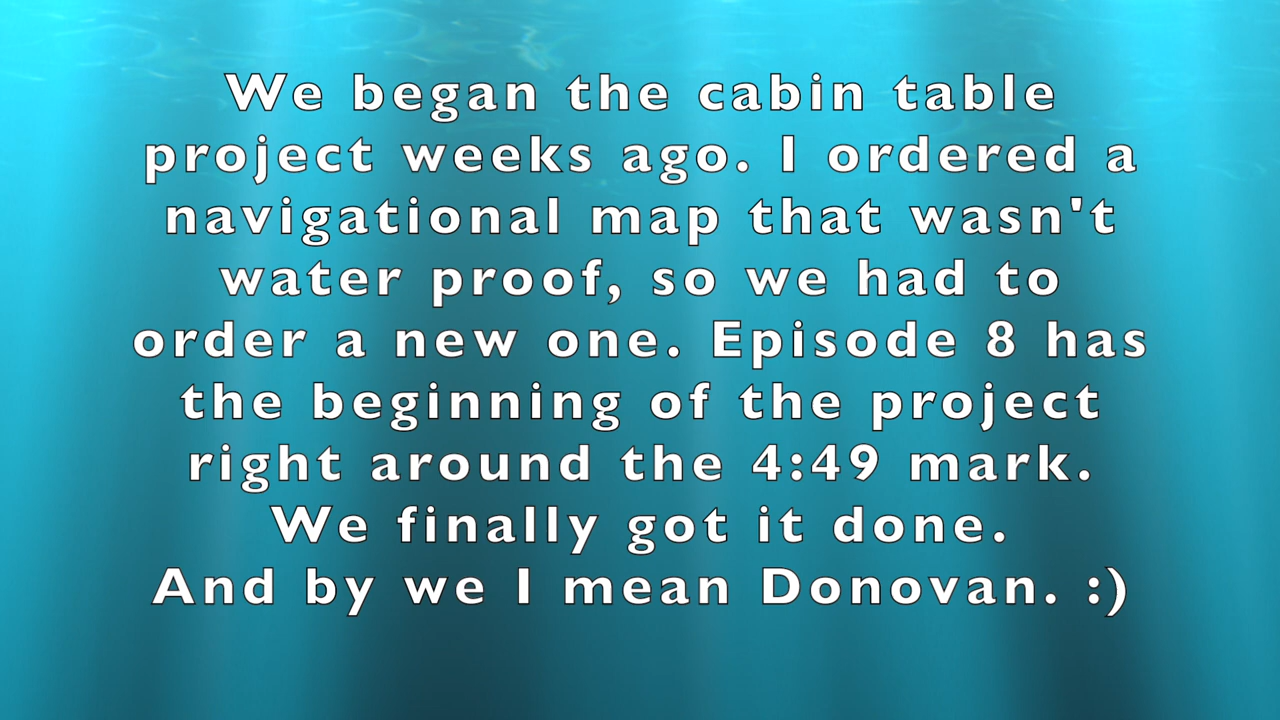 We began the cabin table
project weeks ago. I ordered a
navigational map that wasn't
water proof, so we had to
order a new one. Episode 8 has
the beginning of the project
right around the 4:49 mark.
We finally got it done.
And by we I mean Donovan. :)